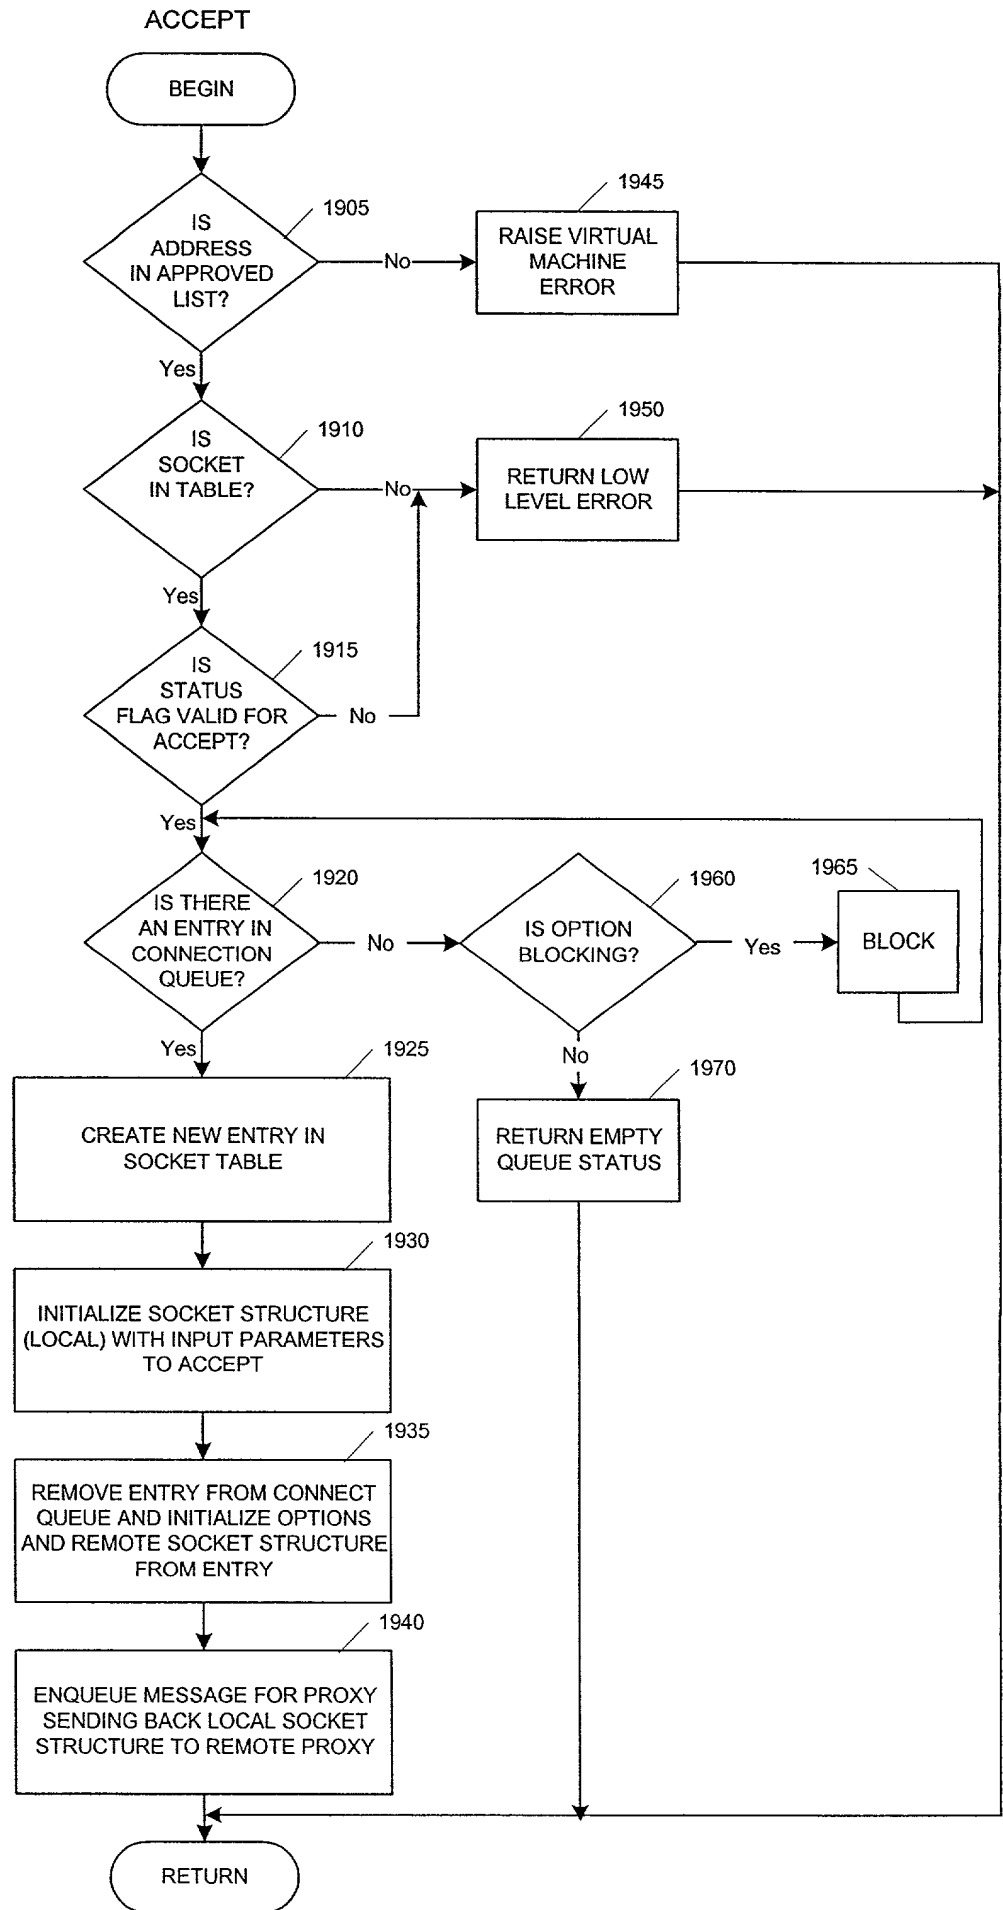 ACCEPT
BEGIN
1905
IS
ADDRESS
IN APPROVED
LIST?
No
1945
RAISE VIRTUAL
MACHINE
ERROR
Yes
1910
IS
SOCKET
IN TABLE?
No
1950
RETURN LOW
LEVEL ERROR
Yes
1915
IS
STATUS
FLAG VALID FOR
ACCEPT?
No
Yes
1920
IS THERE
AN ENTRY IN
CONNECTION
QUEUE?
No
1960
IS OPTION
BLOCKING?
Yes
1965
BLOCK
Yes
No
1925
CREATE NEW ENTRY IN
SOCKET TABLE
1970
RETURN EMPTY
QUEUE STATUS
1930
INITIALIZE SOCKET STRUCTURE
(LOCAL) WITH INPUT PARAMETERS
TO ACCEPT
1935
REMOVE ENTRY FROM CONNECT
QUEUE AND INITIALIZE OPTIONS
AND REMOTE SOCKET STRUCTURE
FROM ENTRY
1940
ENQUEUE MESSAGE FOR PROXY
SENDING BACK LOCAL SOCKET
STRUCTURE TO REMOTE PROXY
RETURN